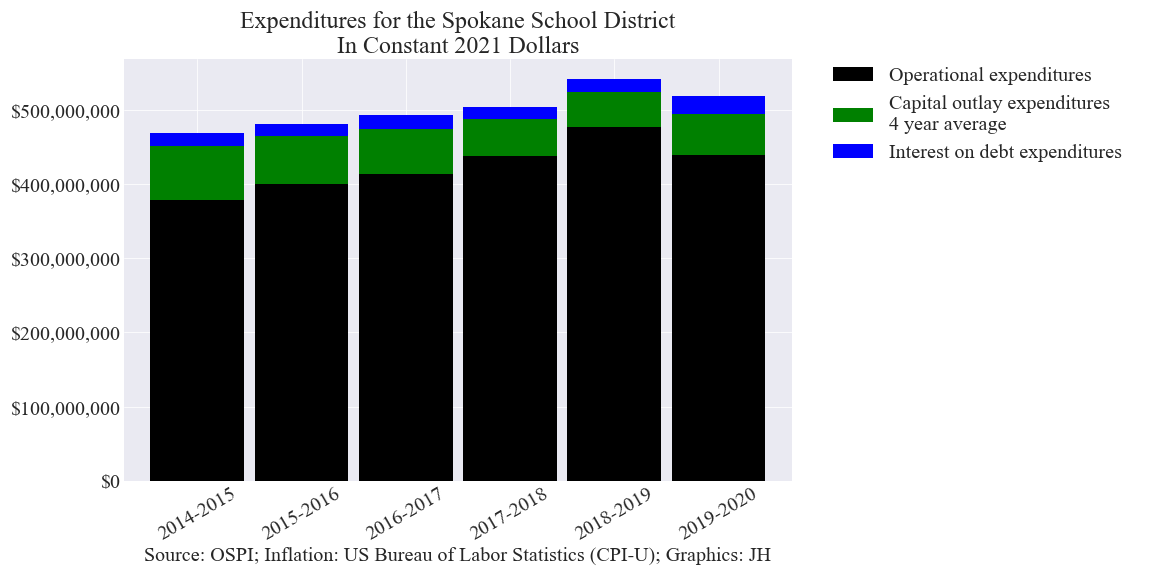 Expenditures for the Spokane School District
In Constant 2021 Dollars
Operational expenditures
Capital outlay expenditures
4 year average
Interest on debt expenditures
$500,000,000
$400,000,000
$300,000,000
$200,000,000
$100,000,000
$0
2014-2015
2015-2016
2016-2017
2017-2018
2018-2019
2019-2020
Source: OSPI; Inflation: US Bureau of Labor Statistics (CPI-U); Graphics: JH